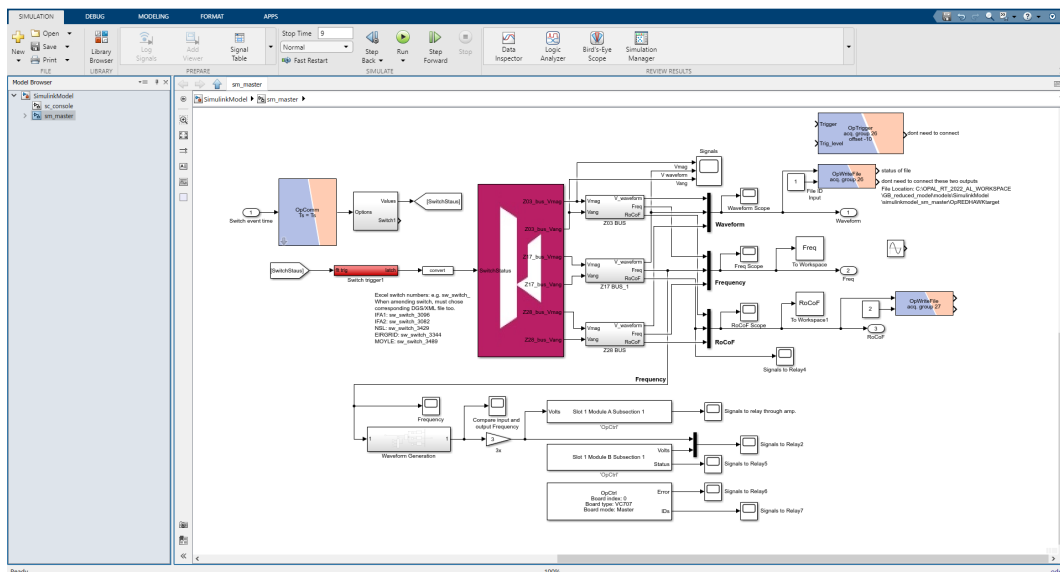 SIMULATION DEBUG MODELING FORMAT APPS
New
Open
Save
Print
FILE
Library Browser
LIBRARY
Log Signals
Add Viewer
Signal Table
PREPARE
Stop Time 9
Normal
Fast Restart
Step Back
Run
Step Forward
Stop
SIMULATE
Data Inspector
Logic Analyzer
Bird's-Eye Scope
Simulation Manager
REVIEW RESULTS
Model Browser
SimulinkModel
sc_console
sm_master
sm_master
SimulinkModel sm_master
Trigger
Trig_level
OpTrigger
acq. group 26
offset -10
dont need to connect
Signals
Vmag
V waveform
Vang
OpWriteFile
acq. group 26
status of file
dont need to connect these two outputs
File Location: C:\OPAL_RT_2022_AL_WORKSPACE
\GB_reduced_model\models\SimulinkModel
\simulinkmodel_sm_master\OpREDHAWKtarget
1
File ID
Input
1
Switch event time
OpComm
Ts = Ts
Options
Values
Switch1
[SwitchStaus]
[SwitchStaus]
ft trig
latch
Switch trigger1
convert
SwitchStatus
Z03_bus_Vmag
Z03_bus_Vang
Z17_bus_Vmag
Z17_bus_Vang
Z28_bus_Vmag
Z28_bus_Vang
Vmag
Vang
V_waveform
Freq
RoCoF
Z03 BUS
Vmag
Vang
V_waveform
Freq
RoCoF
Z17 BUS_1
Vmag
Vang
V_waveform
Freq
RoCoF
Z28 BUS
Waveform Scope
1
Waveform
Waveform
Freq Scope
Freq
To Workspace
2
Freq
Frequency
RoCoF Scope
RoCoF
To Workspace1
2
OpWriteFile
acq. group 27
3
RoCoF
RoCoF
Signals to Relay4
Excel switch numbers: e.g. sw_switch_
When amending switch, must chose
corresponding DGS/XML file too.
IFA1: sw_switch_3096
IFA2: sw_switch_3082
NSL: sw_switch_3429
EIRGRID: sw_switch_3344
MOYLE: sw_switch_3489
Frequency
Frequency
Compare input and
output Frequency
1 1
Waveform Generation
3
3x
Volts
Slot 1 Module A Subsection 1
'OpCtrl'
Signals to relay through amp.
Slot 1 Module B Subsection 1
Volts
Status
'OpCtrl'
Signals to Relay2
Signals to Relay5
OpCtrl
Board index: 0
Board type: VC707
Board mode: Master
Error
IDs
Signals to Relay6
Signals to Relay7
Ready
100%